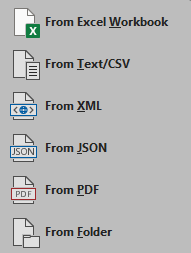 X From Excel Workbook
From Text/CSV
From XML
JSON From JSON
PDF From PDF
From Folder